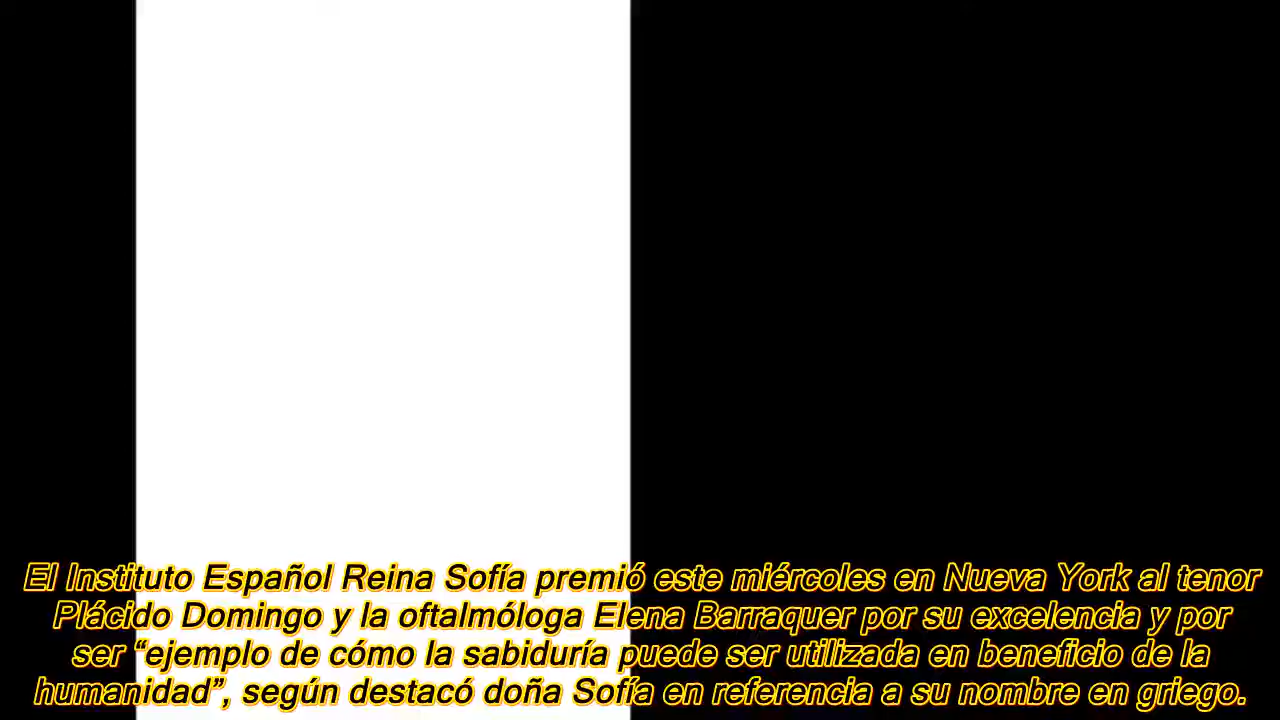 El Instituto Español Reina Sofía premió este miércoles en Nueva York al tenor
Plácido Domingo y la oftalmóloga Elena Barraquer por su excelencia y por
ser “ejemplo de cómo la sabiduría puede ser utilizada en beneficio de la
humanidad”, según destacó doña Sofía en referencia a su nombre en griego.